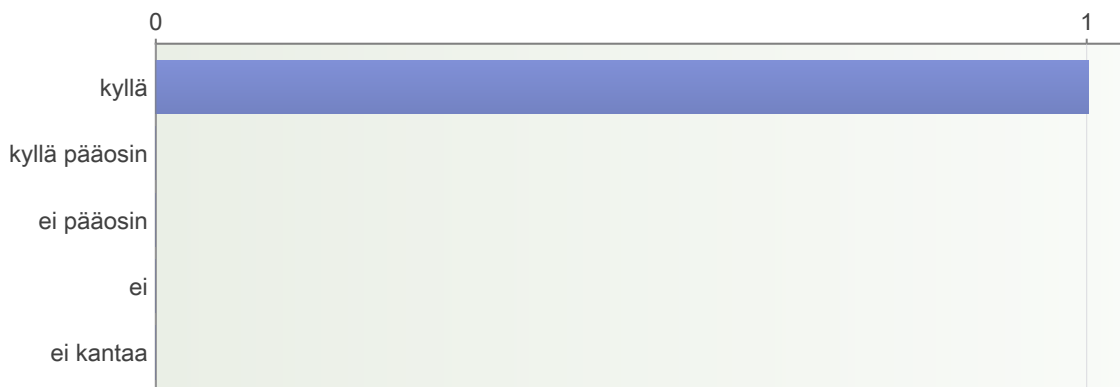 0 1
kyllä
kyllä pääosin
ei pääosin
ei
ei kantaa